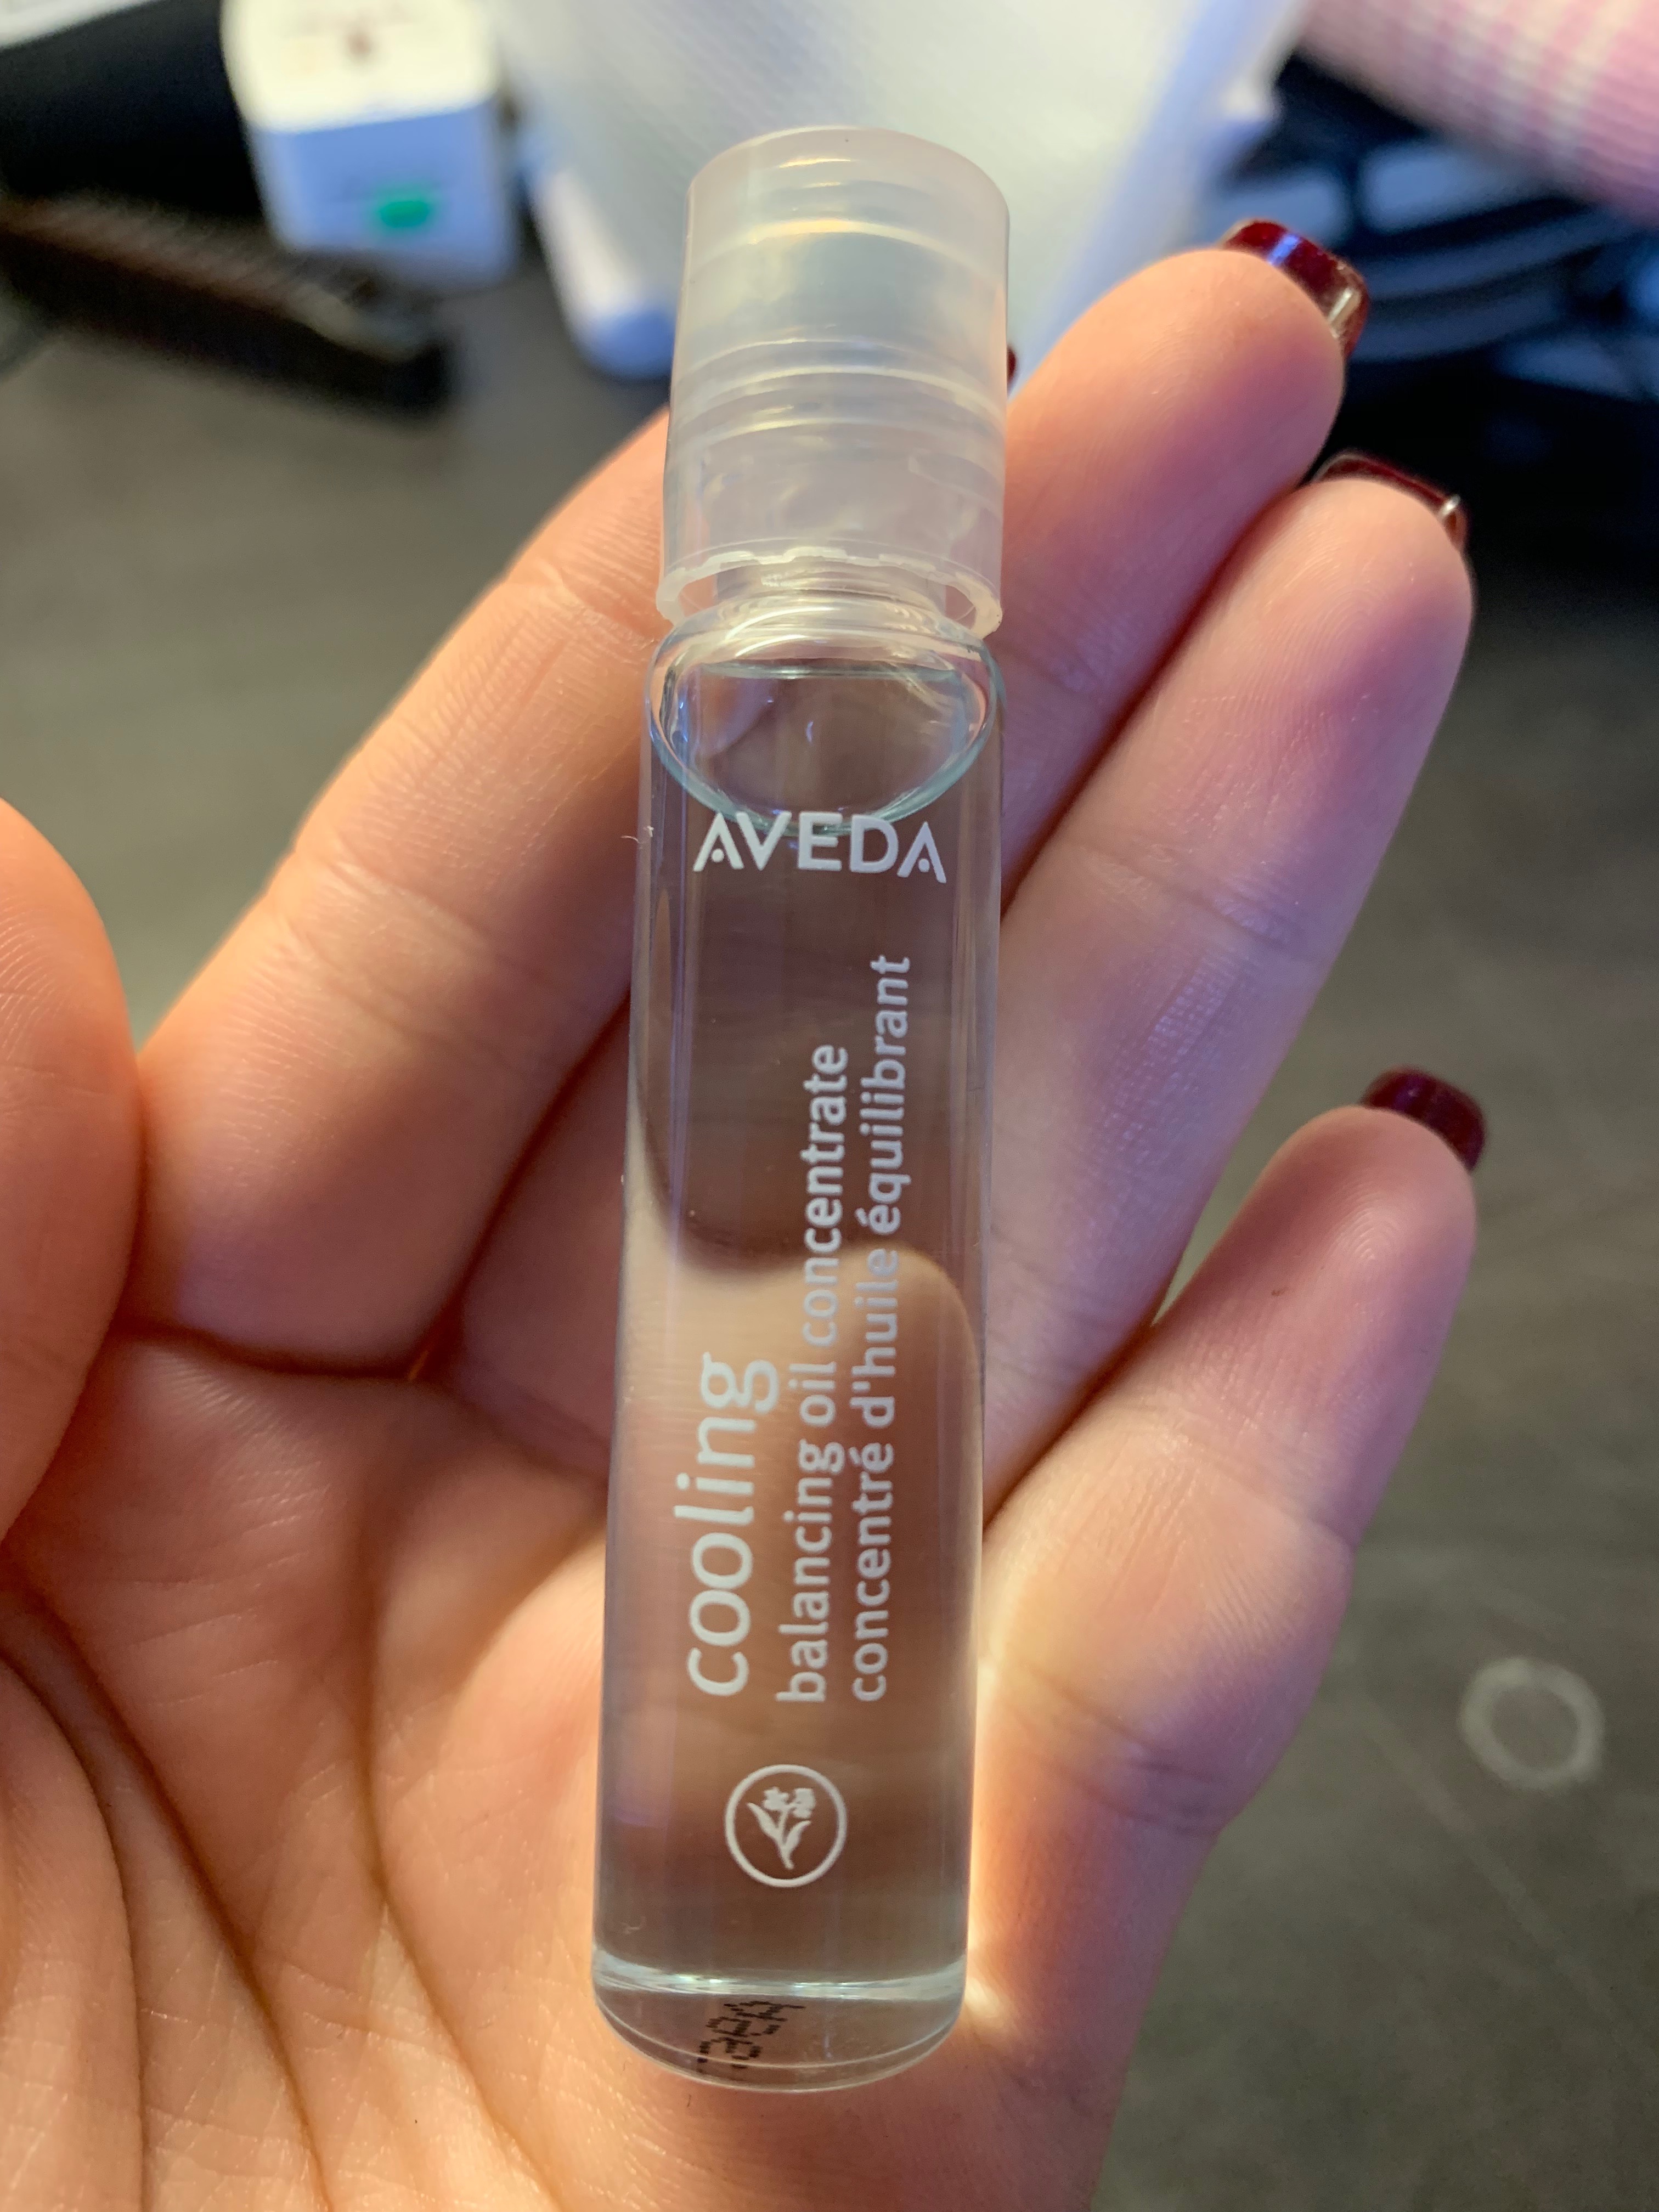 AVEDA
cooling
balancing oil concentrate
concentré d'huile équilibrant